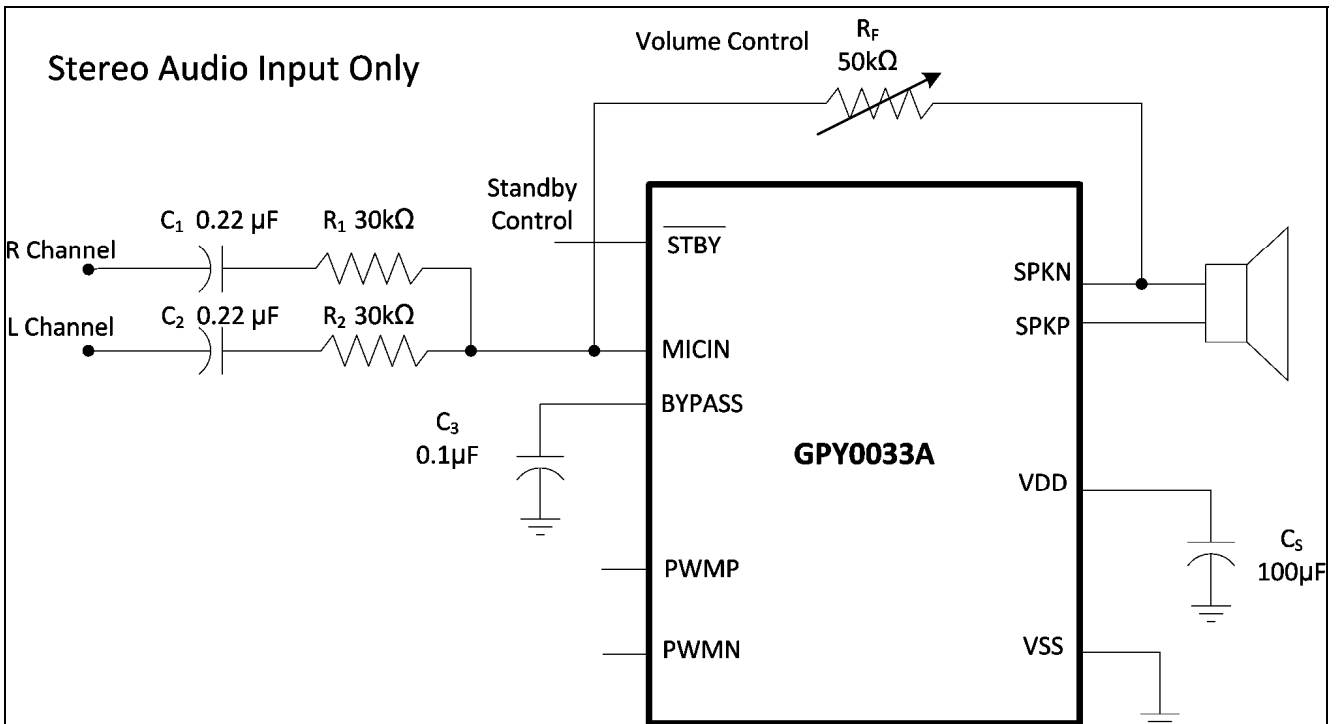 Stereo Audio Input Only
Volume Control
RF
50kΩ
Standby
Control
C1 0.22 µF
R1 30kΩ
R Channel
C2 0.22 µF
R2 30kΩ
L Channel
STBY
MICIN
BYPASS
C3
0.1µF
GPY0033A
SPKN
SPKP
VDD
CS
100µF
PWMP
PWMN
VSS